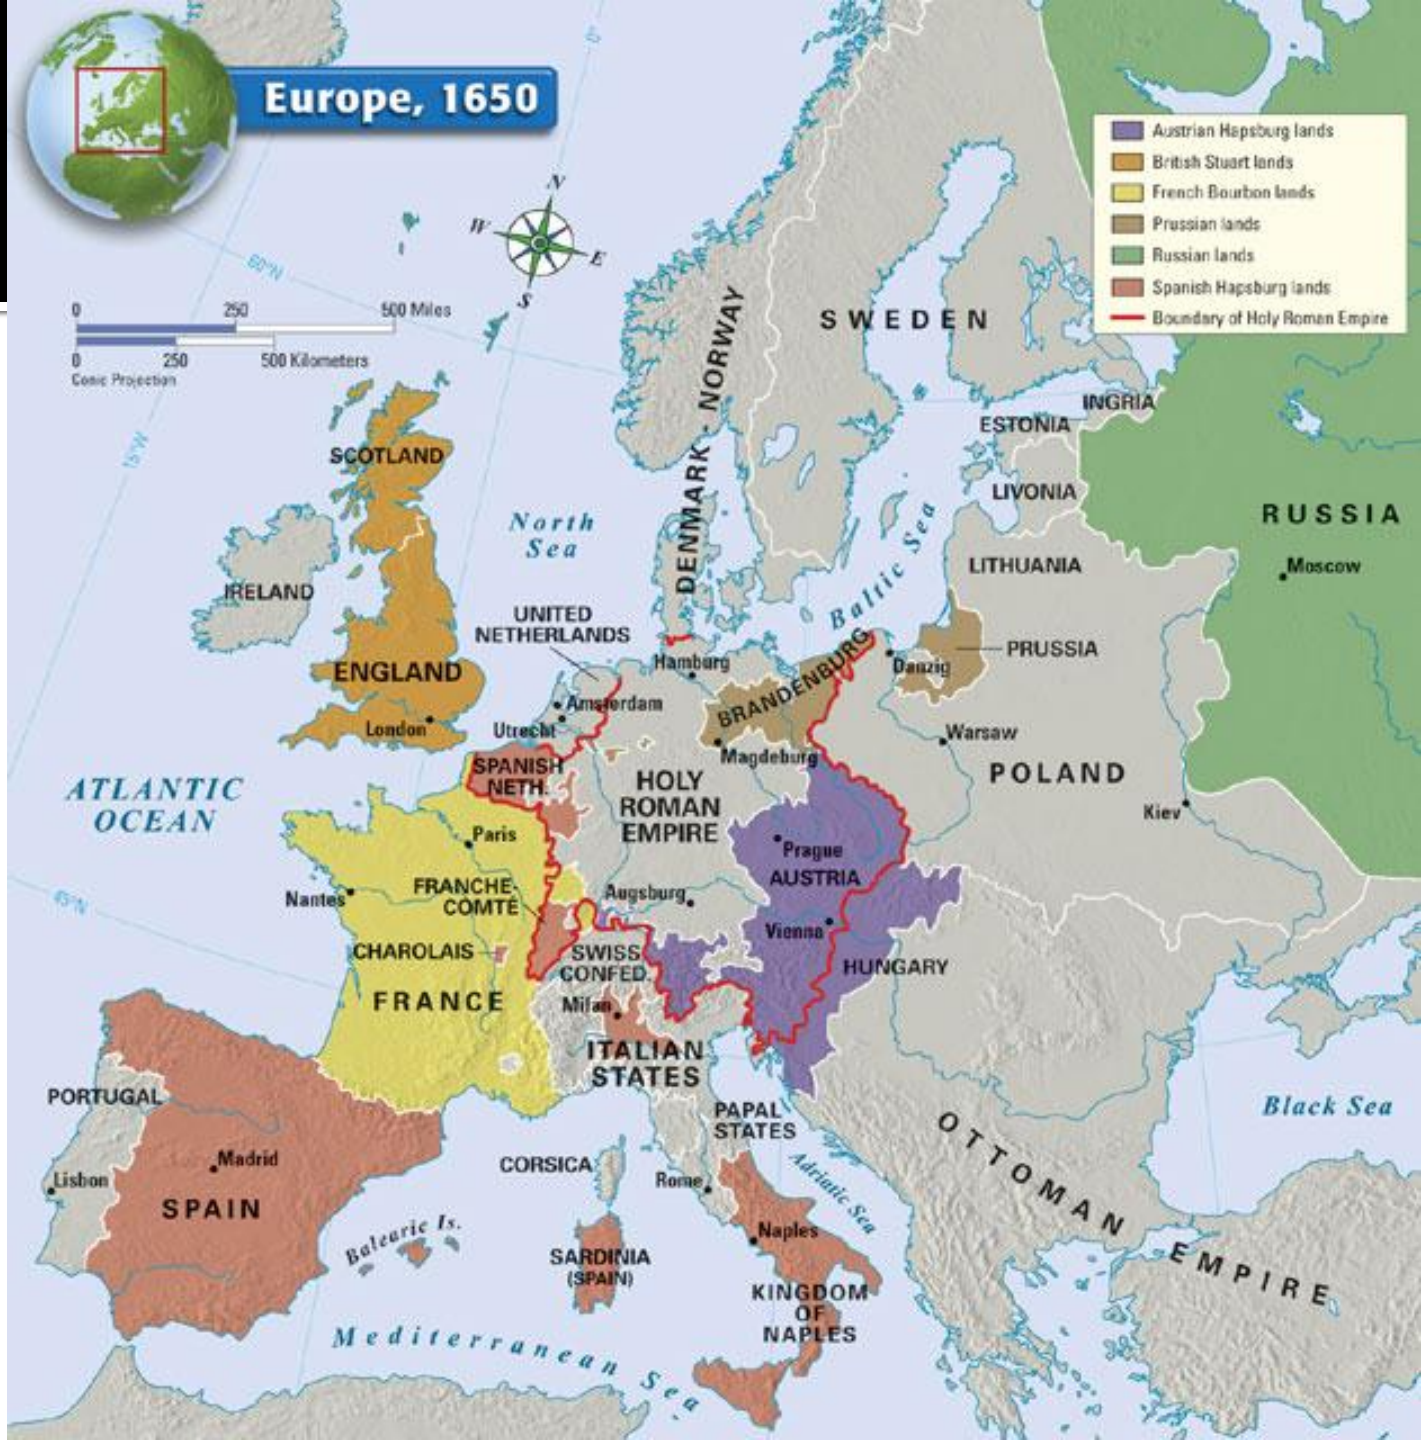 Europe, 1650
Austrian Hapsburg lands
British Stuart lands
French Bourbon lands
Prussian lands
Russian lands
Spanish Hapsburg lands
Boundary of Holy Roman Empire
N
W
E
S
0
250
500 Miles
0
250
500 Kilometers
Conic Projection
60°N
15°W
45°N
0°
SWEDEN
DENMARK - NORWAY
INGRIA
ESTONIA
LIVONIA
LITHUANIA
RUSSIA
Moscow
SCOTLAND
IRELAND
ENGLAND
London
North
Sea
Baltic Sea
UNITED
NETHERLANDS
Hamburg
Amsterdam
Utrecht
BRANDENBURG
Danzig
PRUSSIA
Magdeburg
Warsaw
POLAND
Kiev
SPANISH
NETH.
HOLY
ROMAN
EMPIRE
ATLANTIC
OCEAN
Paris
Nantes
FRANCHE-
COMTÉ
CHAROLAIS
FRANCE
Augsburg
Prague
AUSTRIA
Vienna
HUNGARY
SWISS
CONFED.
Milan
ITALIAN
STATES
PAPAL
STATES
PORTUGAL
Lisbon
Madrid
SPAIN
Balearic Is.
CORSICA
Rome
Adriatic Sea
SARDINIA
(SPAIN)
Naples
KINGDOM
OF
NAPLES
Mediterranean Sea
OTTOMAN EMPIRE
Black Sea